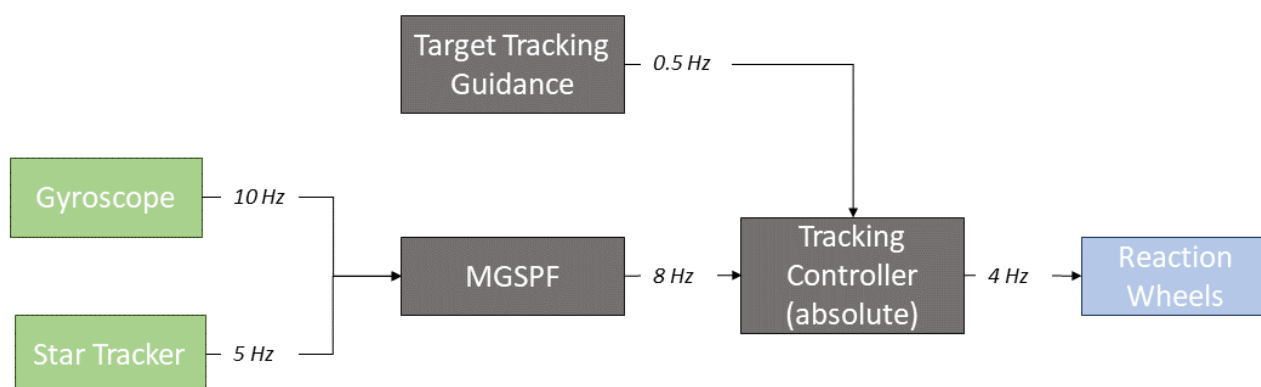 Target Tracking
Guidance
0.5 Hz
Gyroscope
10 Hz
MGSPF
8 Hz
Tracking
Controller
(absolute)
4 Hz
Reaction
Wheels
Star Tracker
5 Hz